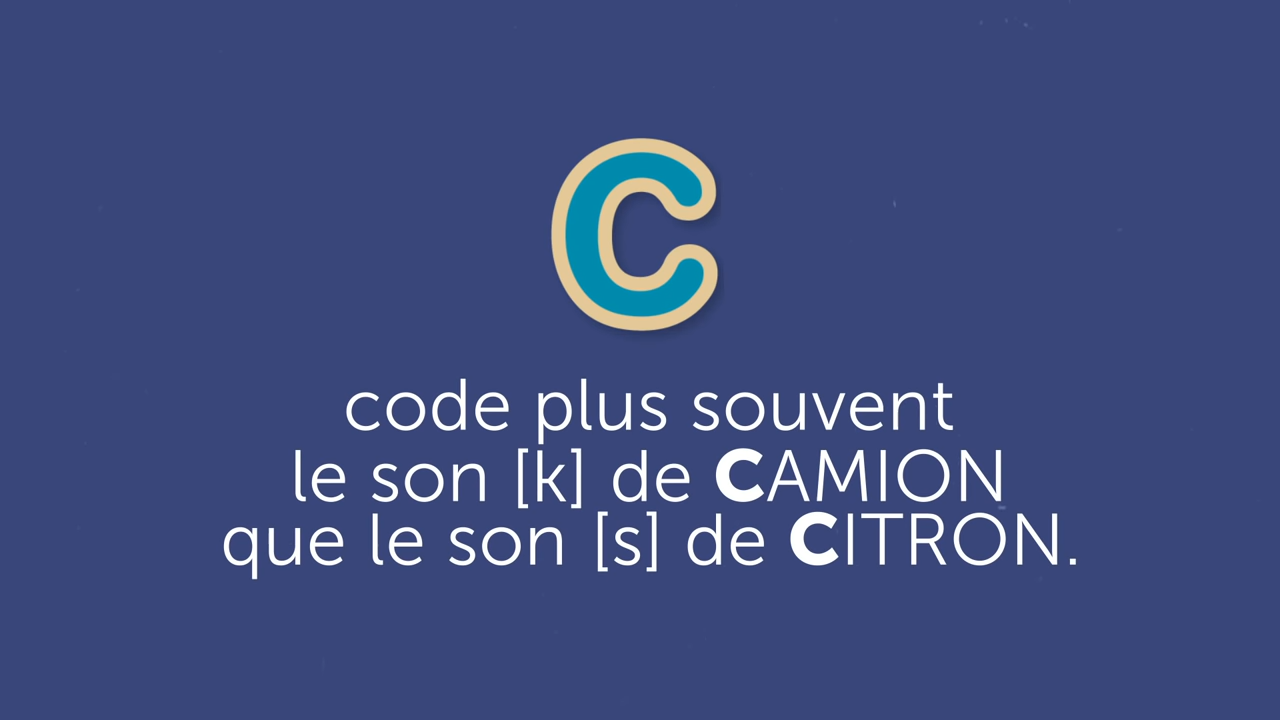 C
code plus souvent
le son [k] de CAMION
que le son [s] de CITRON.